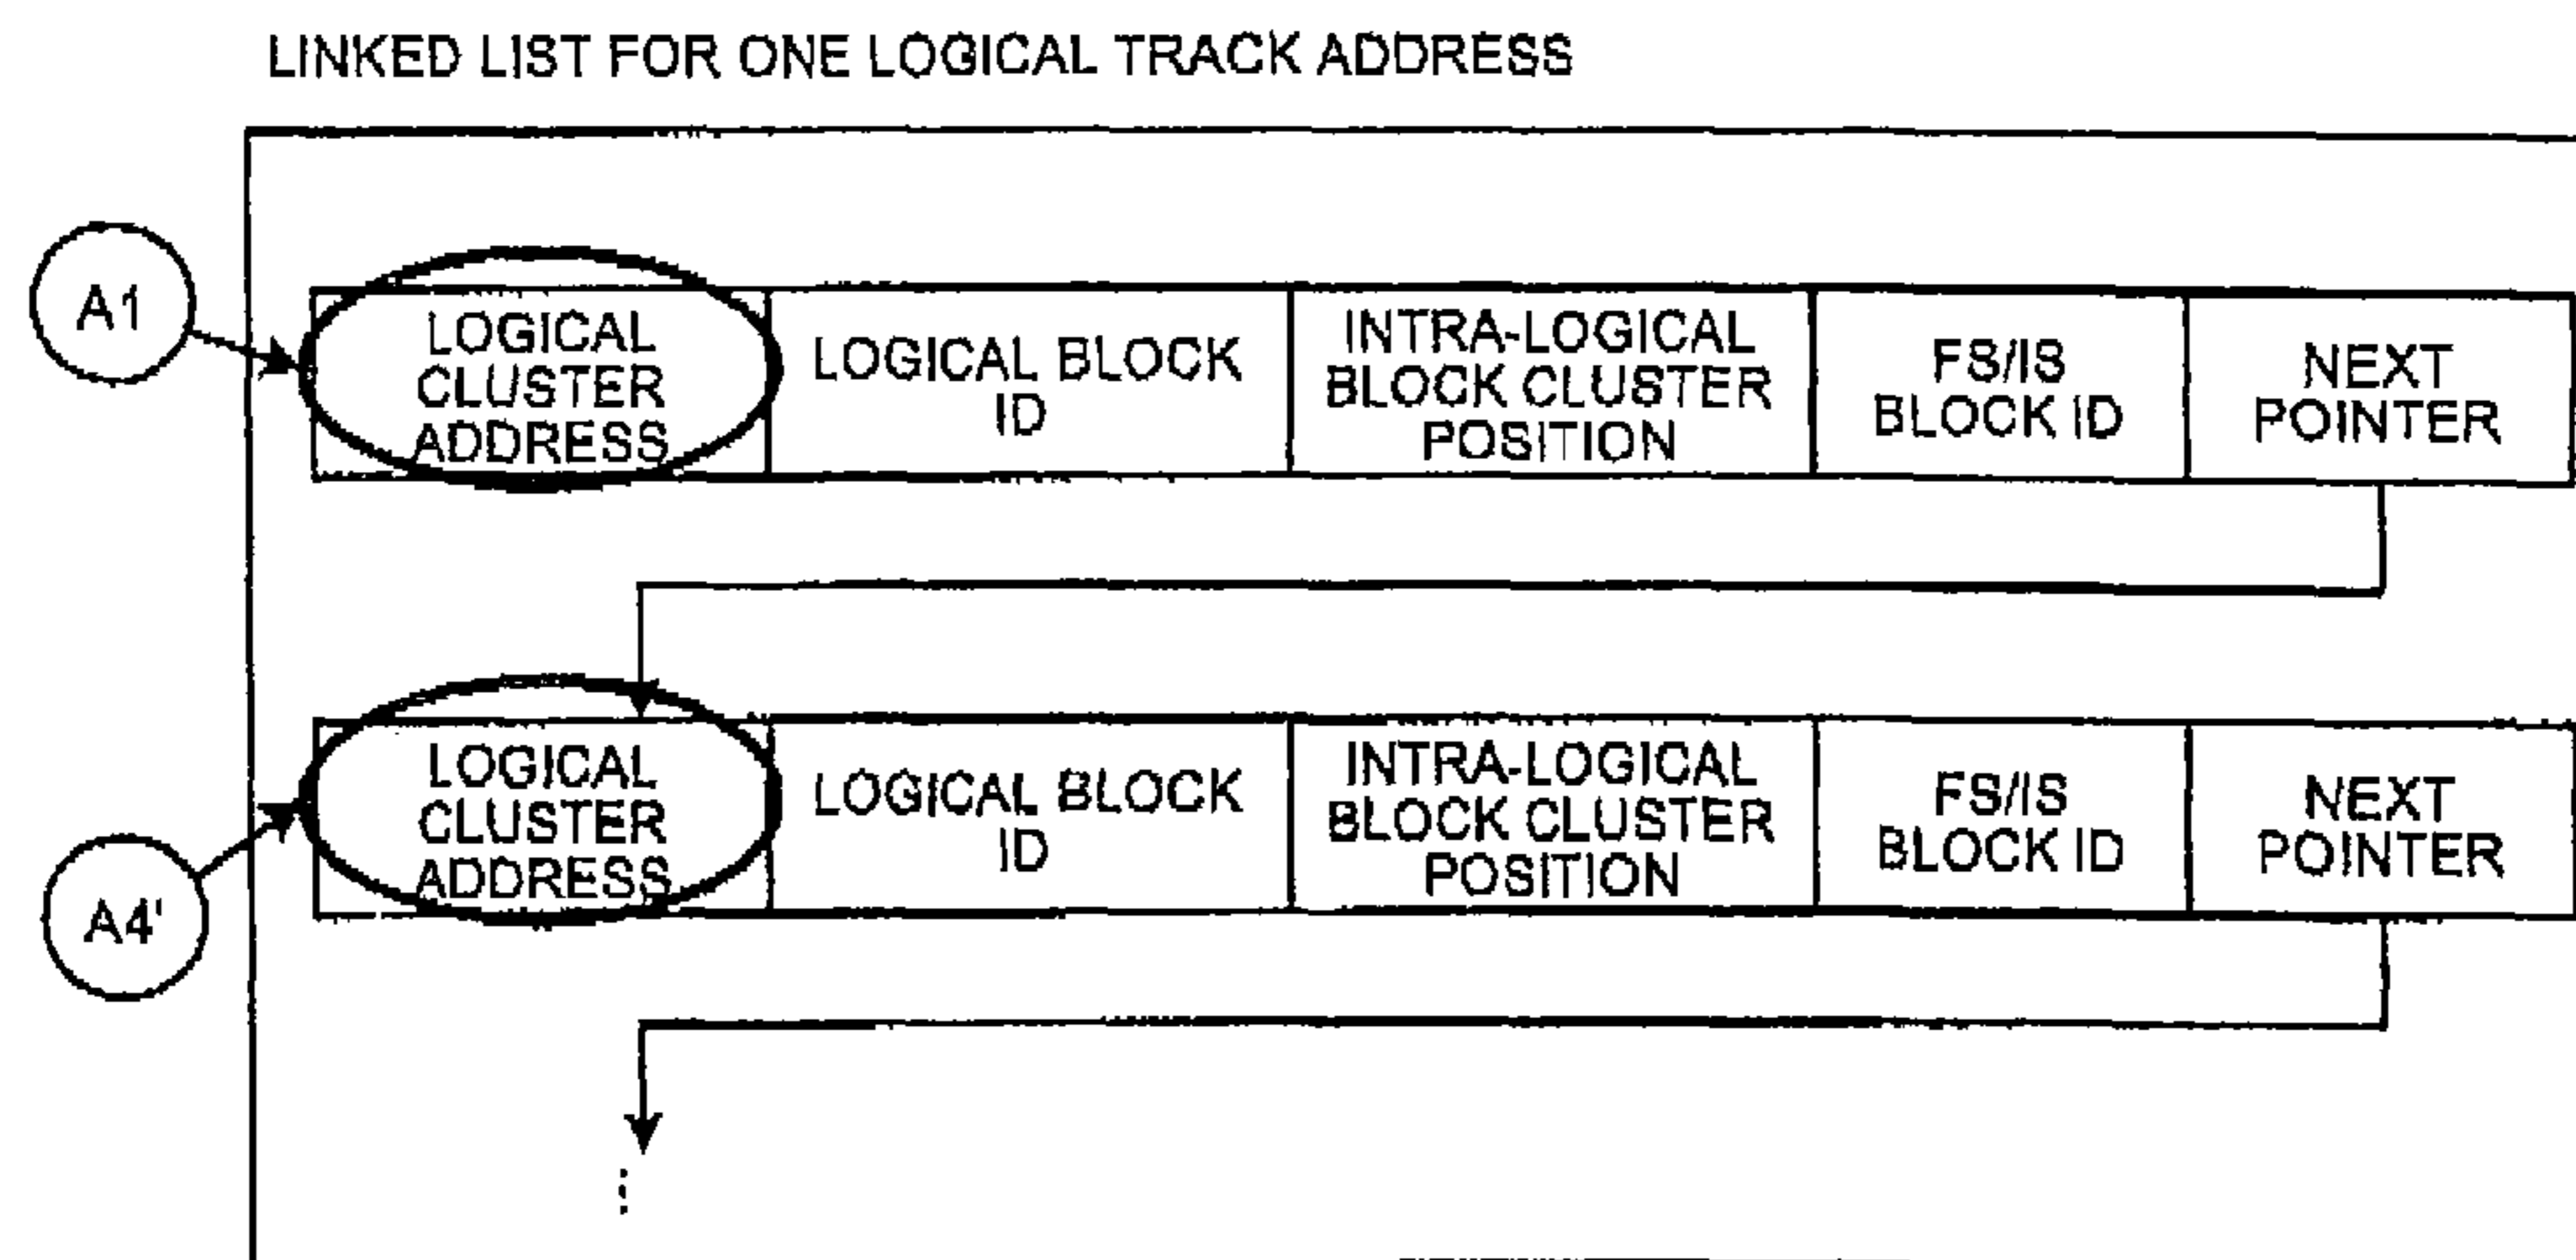 LINKED LIST FOR ONE LOGICAL TRACK ADDRESS
A1
LOGICAL
CLUSTER
ADDRESS
LOGICAL BLOCK
ID
INTRA-LOGICAL
BLOCK CLUSTER
POSITION
FS/IS
BLOCK ID
NEXT
POINTER
A4'
LOGICAL
CLUSTER
ADDRESS
LOGICAL BLOCK
ID
INTRA-LOGICAL
BLOCK CLUSTER
POSITION
FS/IS
BLOCK ID
NEXT
POINTER
⋮